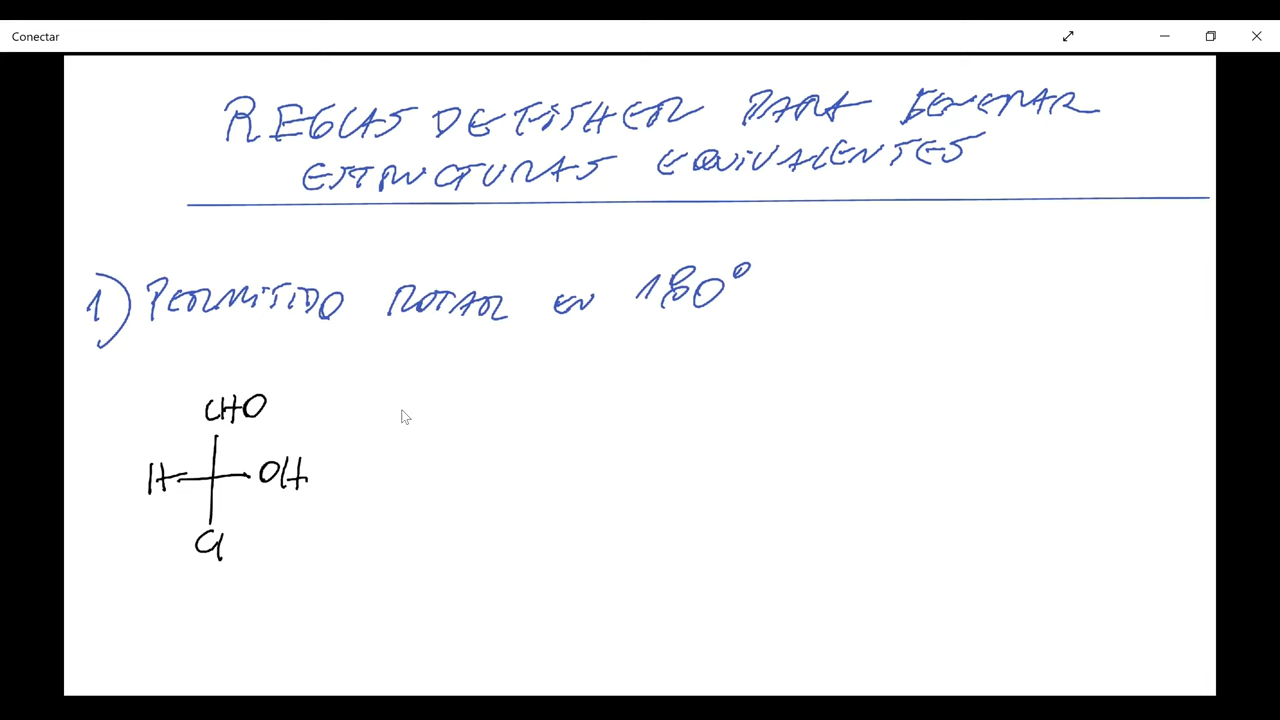 Conectar
REGLAS DE FISHER PARA GENERAR
ESTRUCTURAS EQUIVALENTES
1) PERMITIDO ROTAR EN 180°
CHO
H OH
Cl